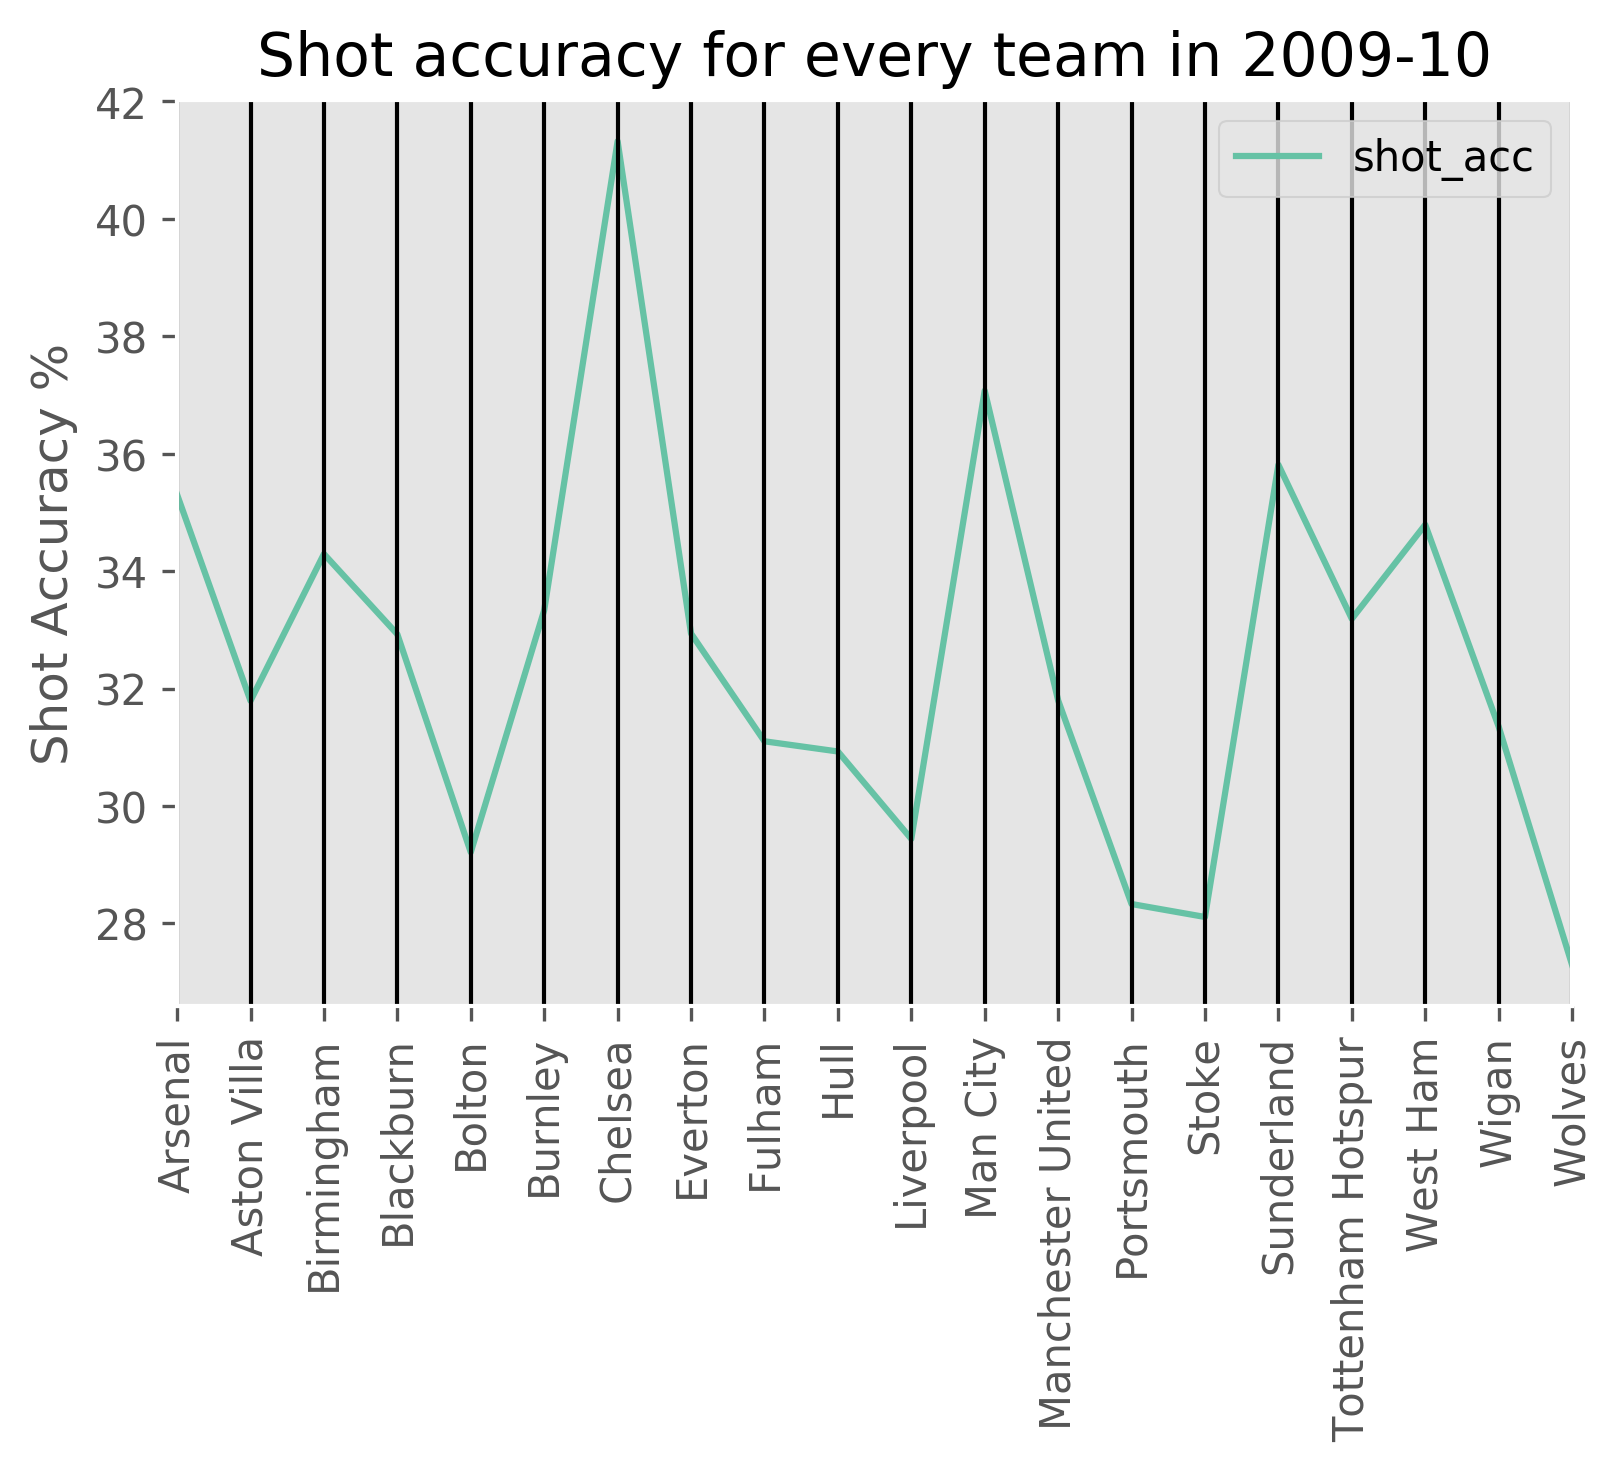 Shot accuracy for every team in 2009-10
shot_acc
Shot Accuracy %
42
40
38
36
34
32
30
28
Arsenal
Aston Villa
Birmingham
Blackburn
Bolton
Burnley
Chelsea
Everton
Fulham
Hull
Liverpool
Man City
Manchester United
Portsmouth
Stoke
Sunderland
Tottenham Hotspur
West Ham
Wigan
Wolves